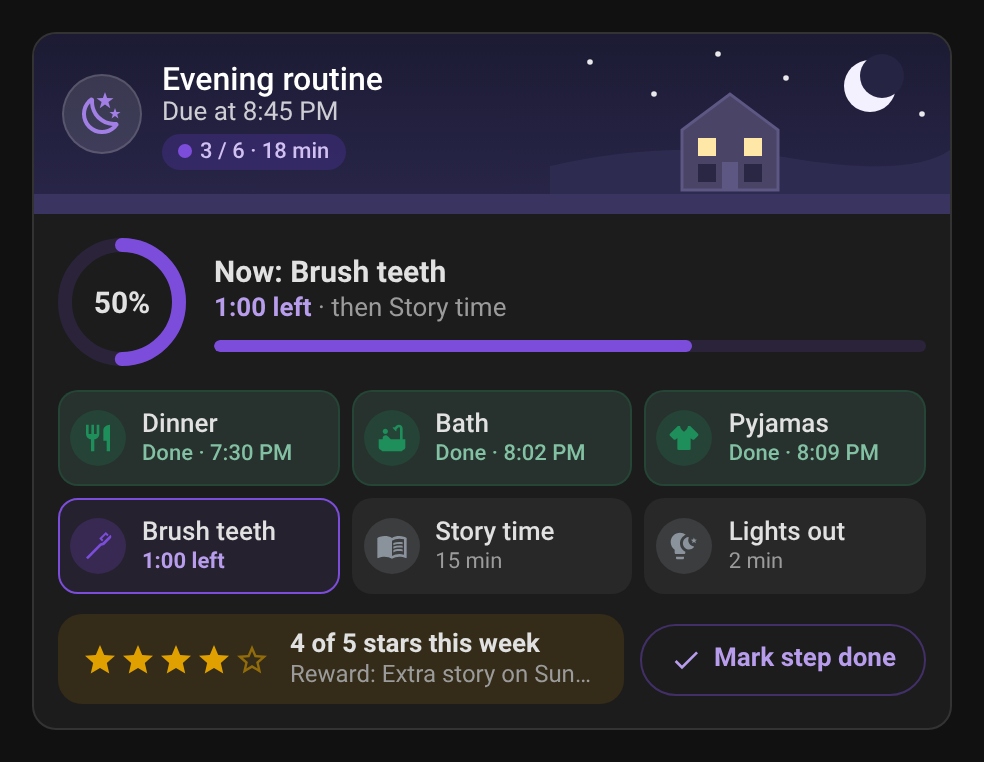 Evening routine
Due at 8:45 PM
3 / 6 · 18 min
50%
Now: Brush teeth
1:00 left · then Story time
Dinner
Done · 7:30 PM
Bath
Done · 8:02 PM
Pyjamas
Done · 8:09 PM
Brush teeth
1:00 left
Story time
15 min
Lights out
2 min
4 of 5 stars this week
Reward: Extra story on Sun...
Mark step done